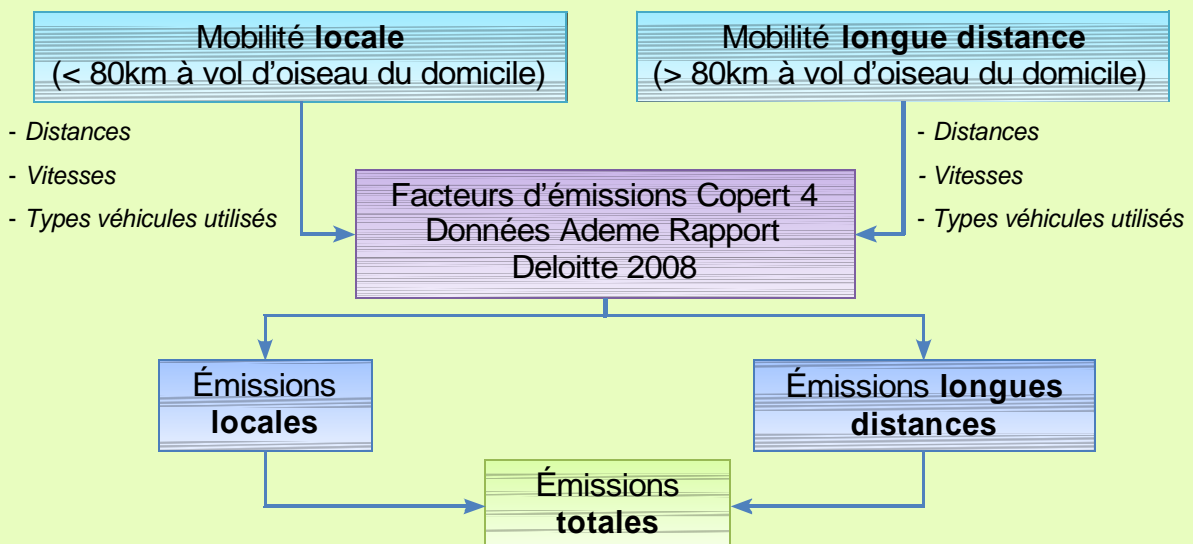 Mobilité locale
(< 80km à vol d'oiseau du domicile)
Mobilité longue distance
(> 80km à vol d'oiseau du domicile)
- Distances
- Vitesses
- Types véhicules utilisés
- Distances
- Vitesses
- Types véhicules utilisés
Facteurs d'émissions Copert 4
Données Ademe Rapport
Deloitte 2008
Émissions
locales
Émissions longues
distances
Émissions
totales